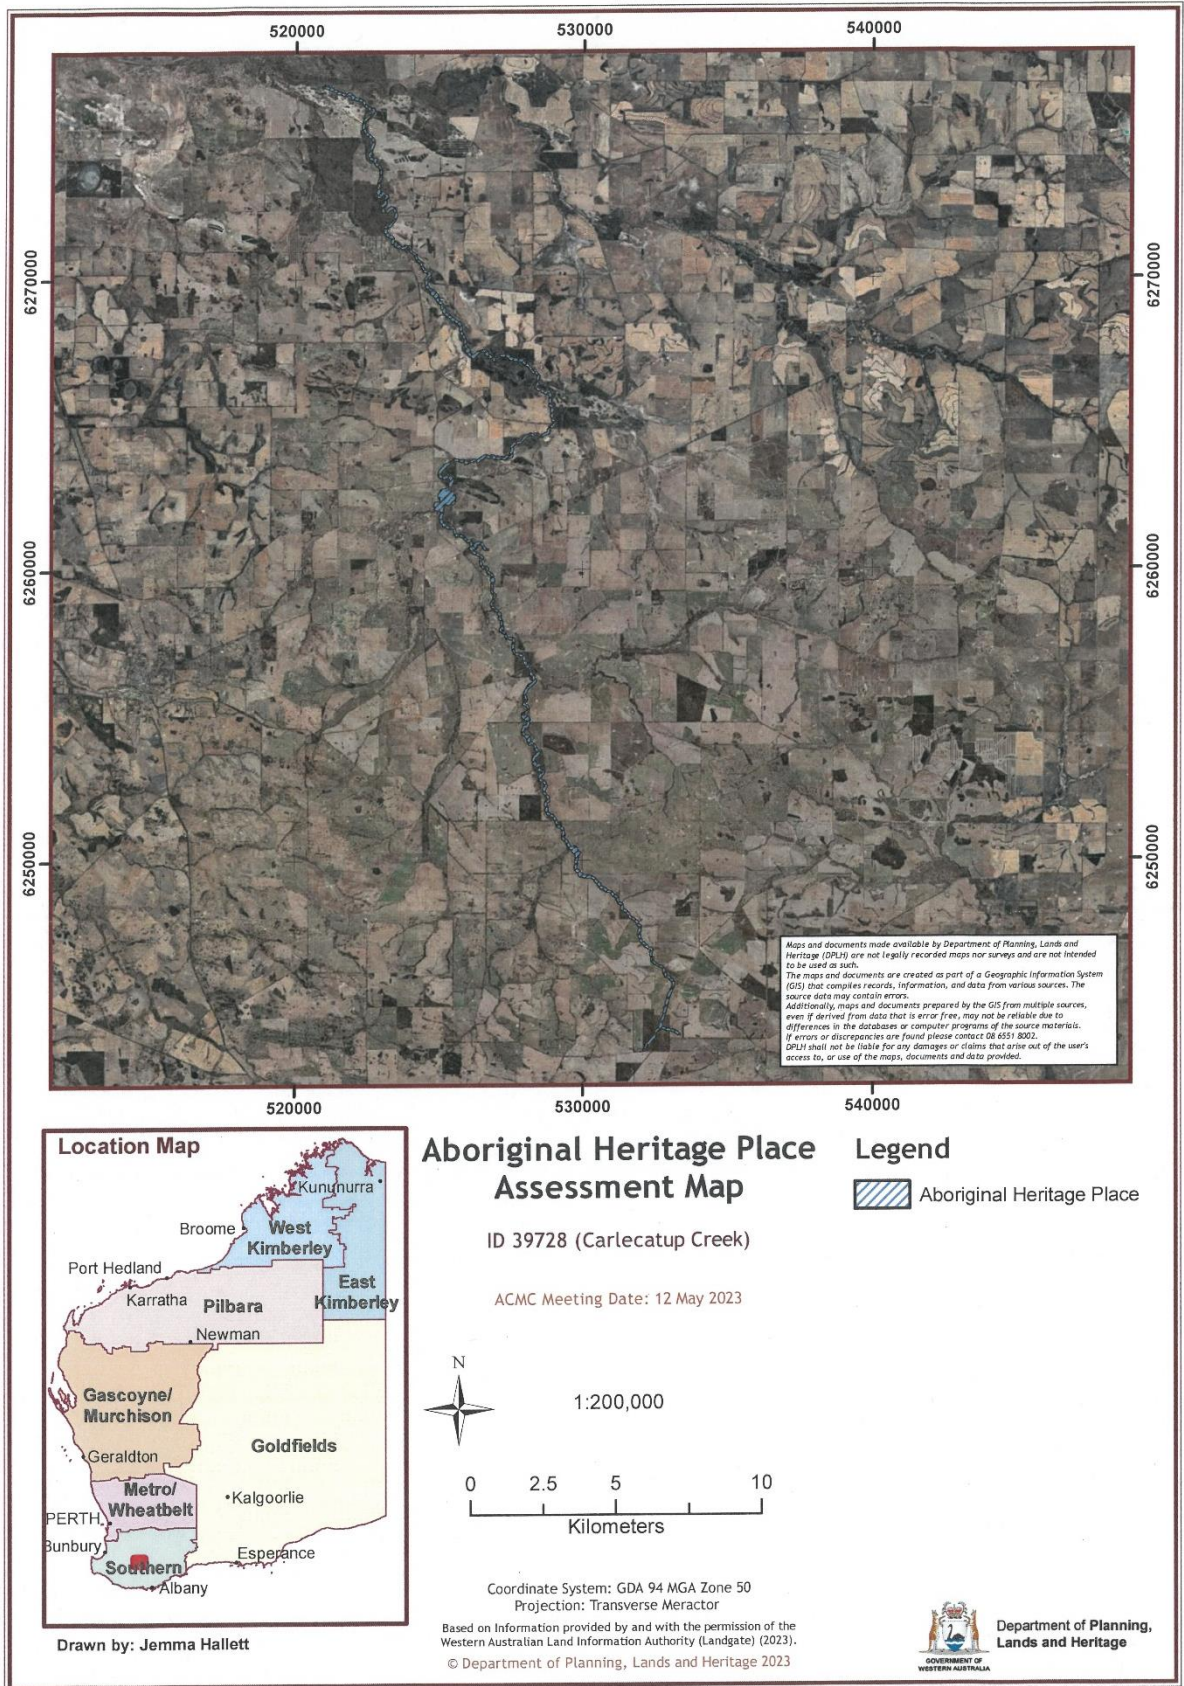 520000
530000
540000
6270000
6270000
6260000
6260000
6250000
6250000
Maps and documents made available by Department of Planning, Lands and
Heritage (DPLH) are not legally recorded maps nor surveys and are not intended
to be used as such.
The maps and documents are created as part of a Geographic Information System
(GIS) that compiles records, information, and data from various sources. The
source data may contain errors.
Additionally, maps and documents prepared by the GIS from multiple sources,
even if derived from data that is error free, may not be reliable due to
differences in the databases or computer programs of the source materials.
If errors or discrepancies are found please contact 08 6551 8002.
DPLH shall not be liable for any damages or claims that arise out of the user's
access to, or use of the maps, documents and data provided.
520000
530000
540000
Location Map
Kununurra
Broome
West
Kimberley
Port Hedland
East
Kimberley
Karratha
Pilbara
Newman
Gascoyne/
Murchison
Goldfields
Geraldton
Metro/
Wheatbelt
Kalgoorlie
PERTH
Bunbury
Esperance
Southern
Albany
Drawn by: Jemma Hallett
Aboriginal Heritage Place
Assessment Map
ID 39728 (Carlecatup Creek)
ACMC Meeting Date: 12 May 2023
N
1:200,000
0 2.5 5 10
Kilometers
Coordinate System: GDA 94 MGA Zone 50
Projection: Transverse Meractor
Based on Information provided by and with the permission of the
Western Australian Land Information Authority (Landgate) (2023).
© Department of Planning, Lands and Heritage 2023
Legend
Aboriginal Heritage Place
GOVERNMENT OF
WESTERN AUSTRALIA
Department of Planning,
Lands and Heritage